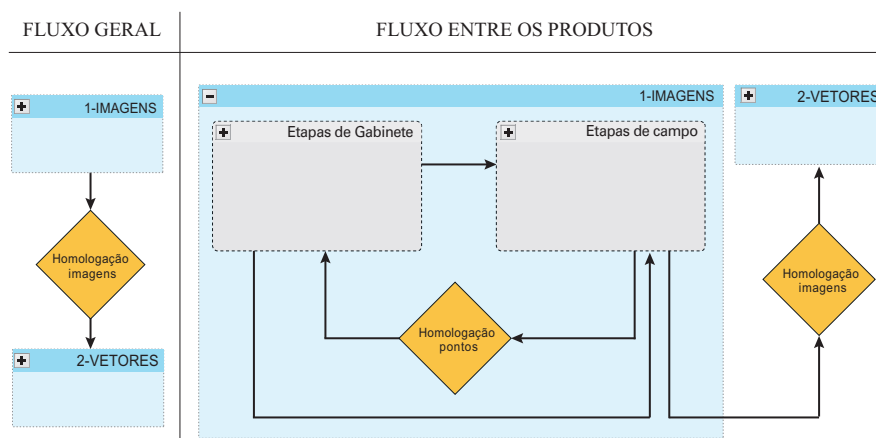 FLUXO GERAL
FLUXO ENTRE OS PRODUTOS
1-IMAGENS
Homologação
imagens
2-VETORES
1-IMAGENS
Etapas de Gabinete
Etapas de campo
Homologação
pontos
2-VETORES
Homologação
imagens